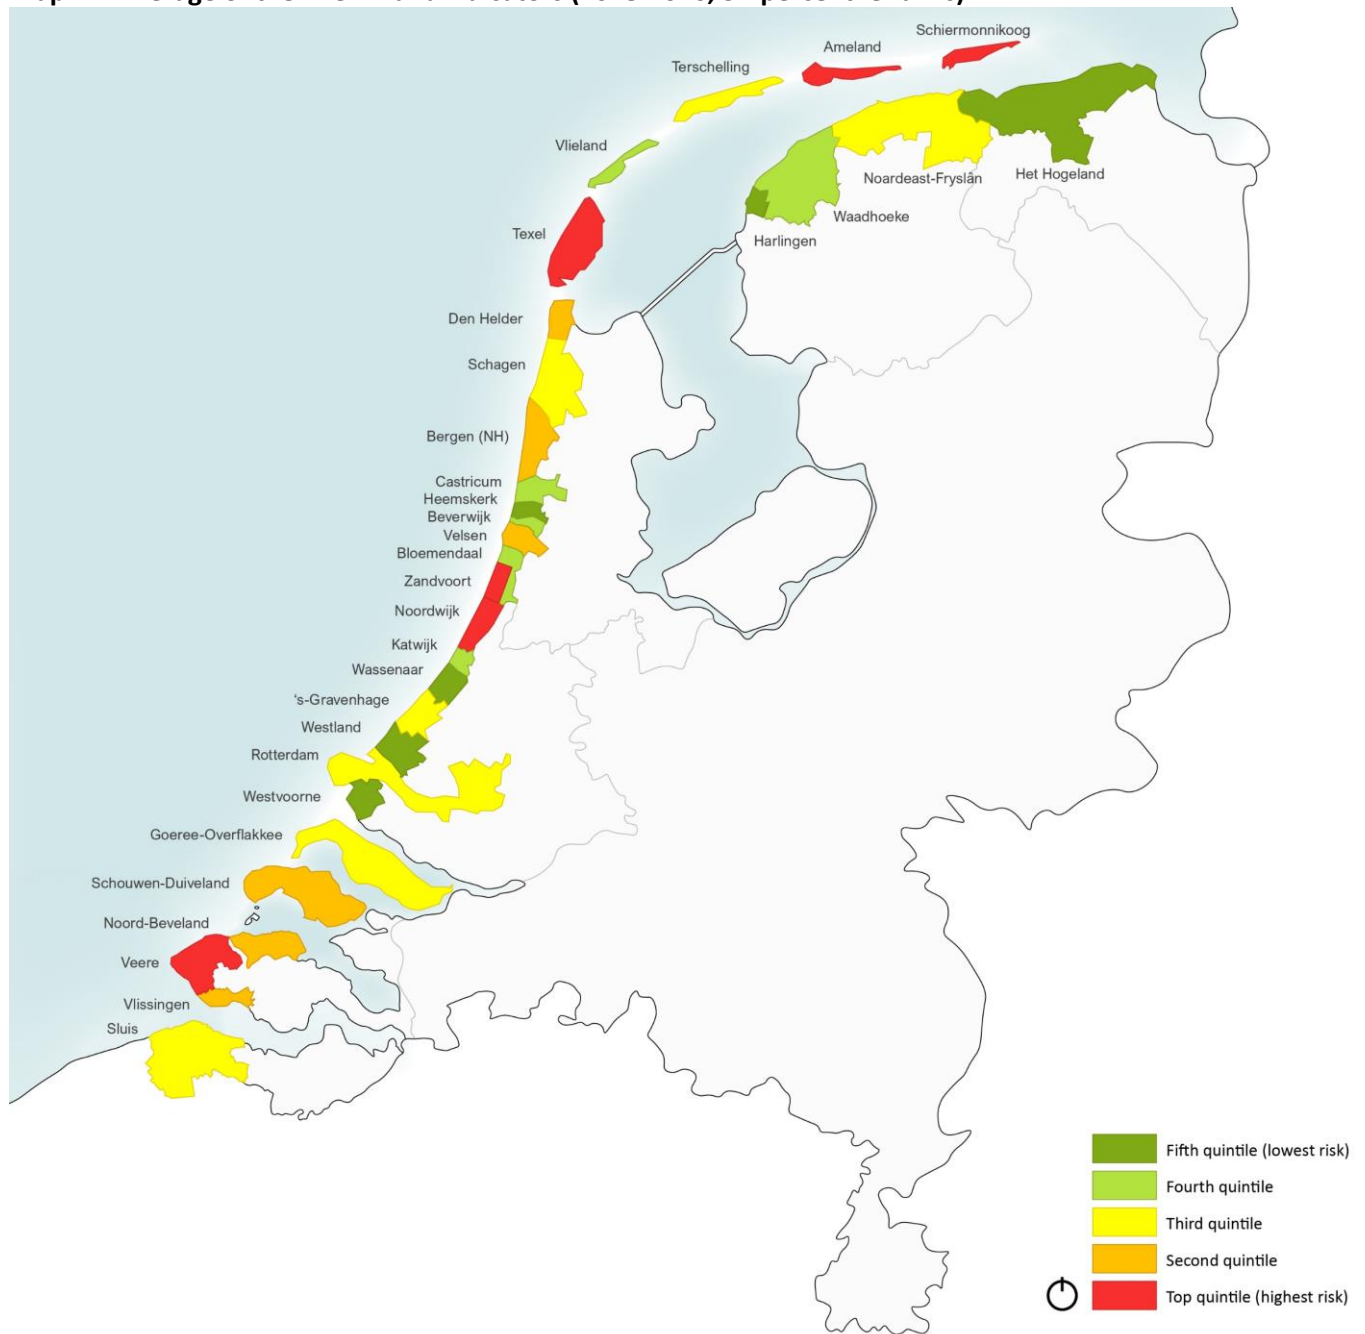 Schiermonnikoog
Ameland
Terschelling
Vlieland
Noardeast-Fryslân
Het Hogeland
Waadhoeke
Texel
Harlingen
Den Helder
Schagen
Bergen (NH)
Castricum
Heemskerk
Beverwijk
Velsen
Bloemendaal
Zandvoort
Noordwijk
Katwijk
Wassenaar
's-Gravenhage
Westland
Rotterdam
Westvoorne
Goeree-Overflakkee
Schouwen-Duiveland
Noord-Beveland
Veere
Vlissingen
Sluis
Fifth quintile (lowest risk)
Fourth quintile
Third quintile
Second quintile
Top quintile (highest risk)